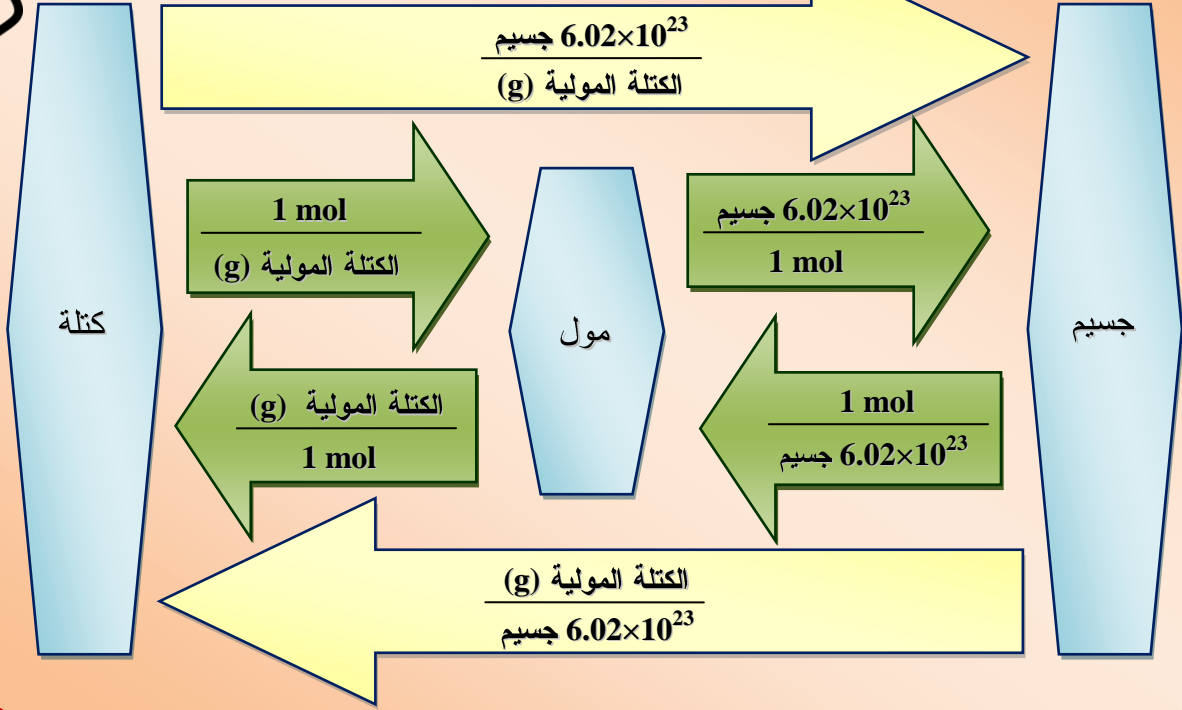 6.02×10²³ جسيم
الكتلة المولية (g)
1 mol
الكتلة المولية (g)
6.02×10²³ جسيم
1 mol
كتلة
مول
جسيم
الكتلة المولية (g)
1 mol
1 mol
6.02×10²³ جسيم
الكتلة المولية (g)
6.02×10²³ جسيم